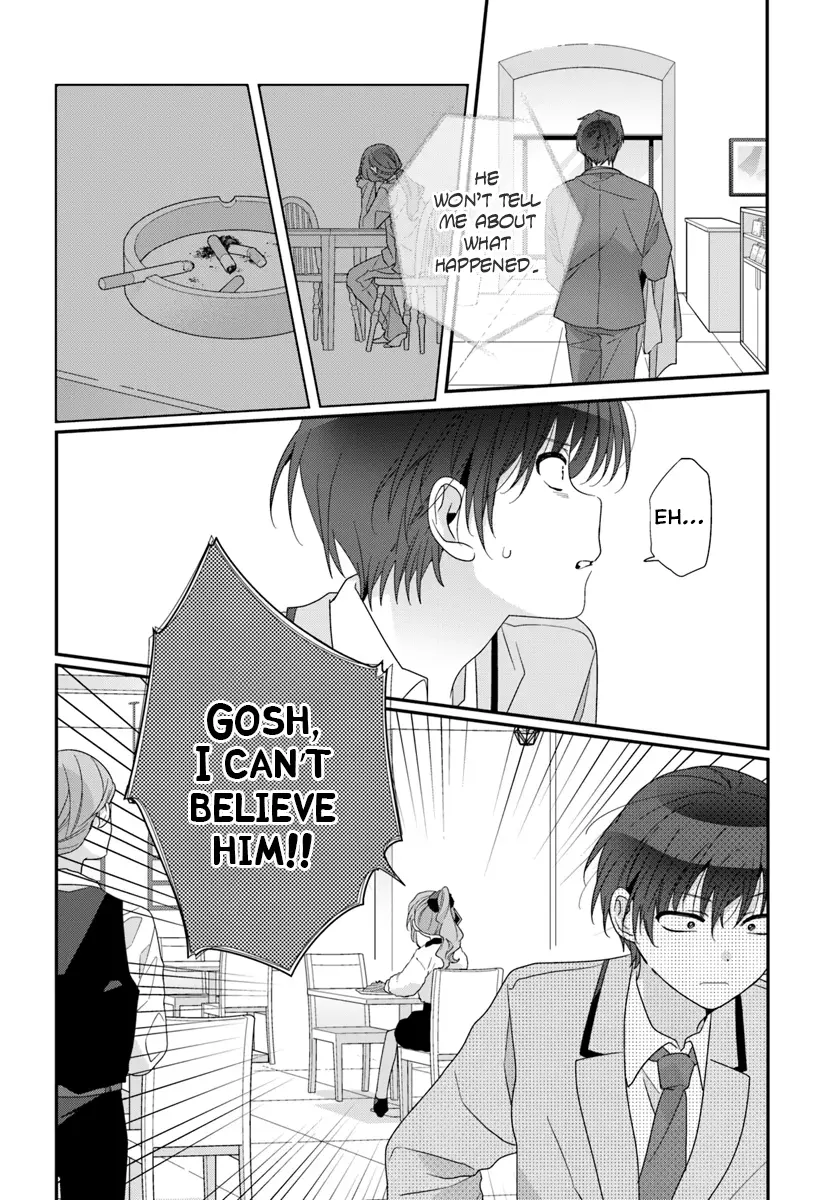 HE
WON'T TELL
ME ABOUT
WHAT
HAPPENED.
EH...
GOSH,
I CAN'T
BELIEVE
HIM!!